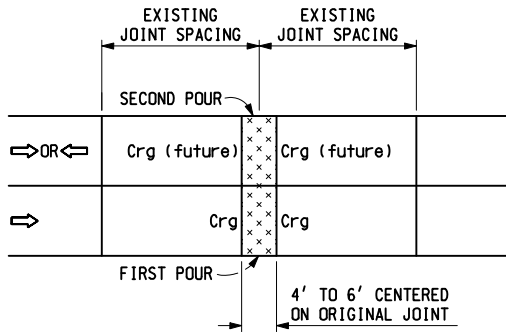 EXISTING
JOINT SPACING
EXISTING
JOINT SPACING
SECOND POUR
OR
Crg (future)
Crg (future)
Crg
Crg
FIRST POUR
4' TO 6' CENTERED
ON ORIGINAL JOINT